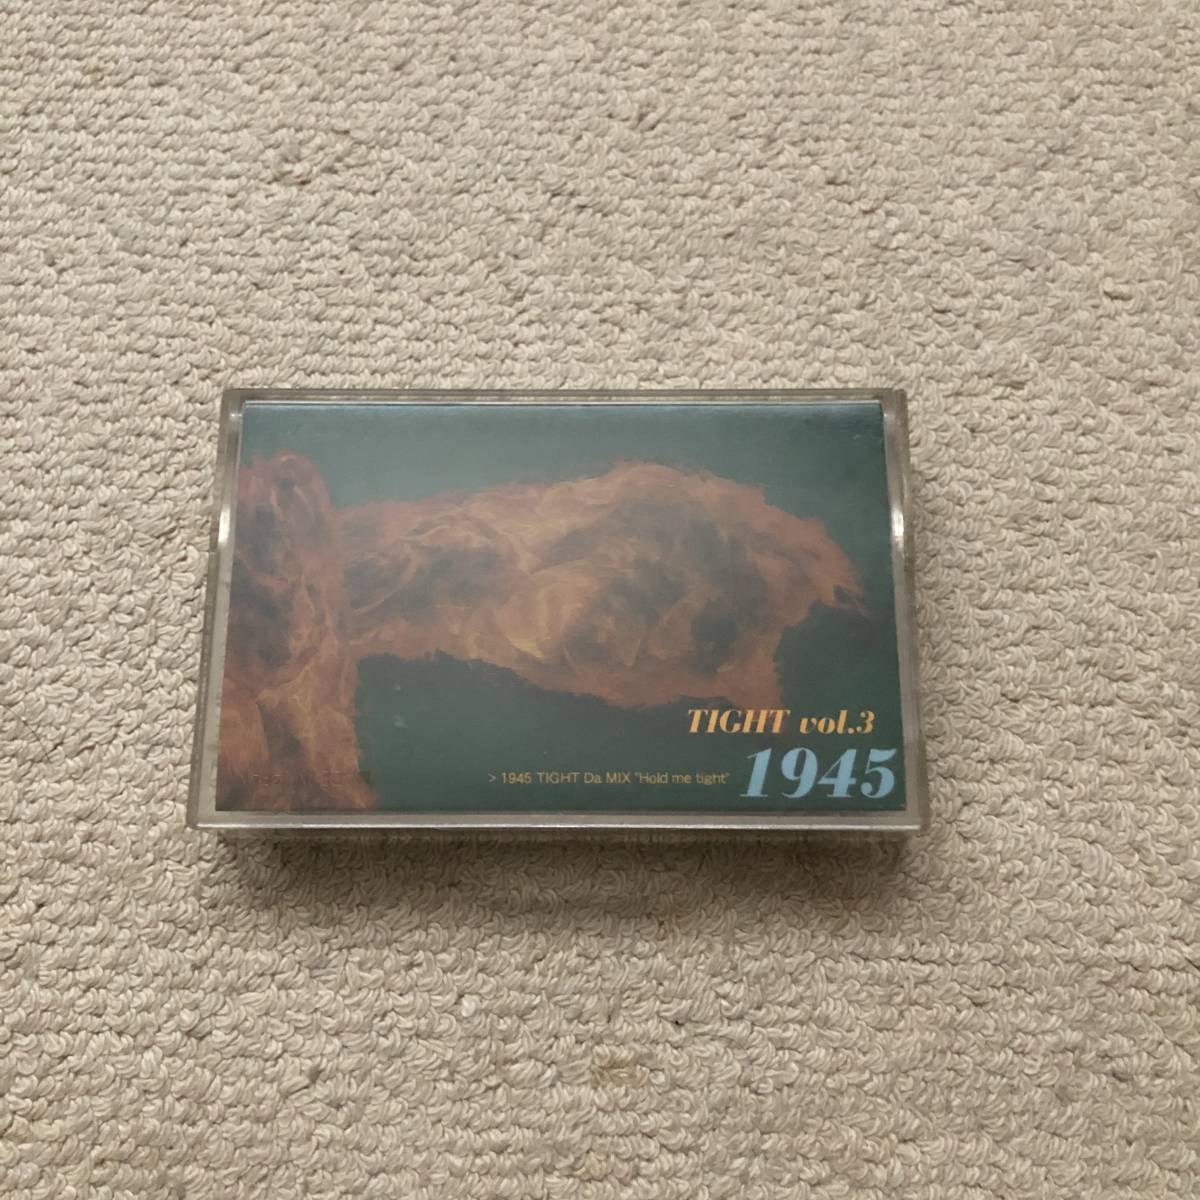 TIGHT vol.3
> 1945 TIGHT Da MIX "Hold me tight"
1945